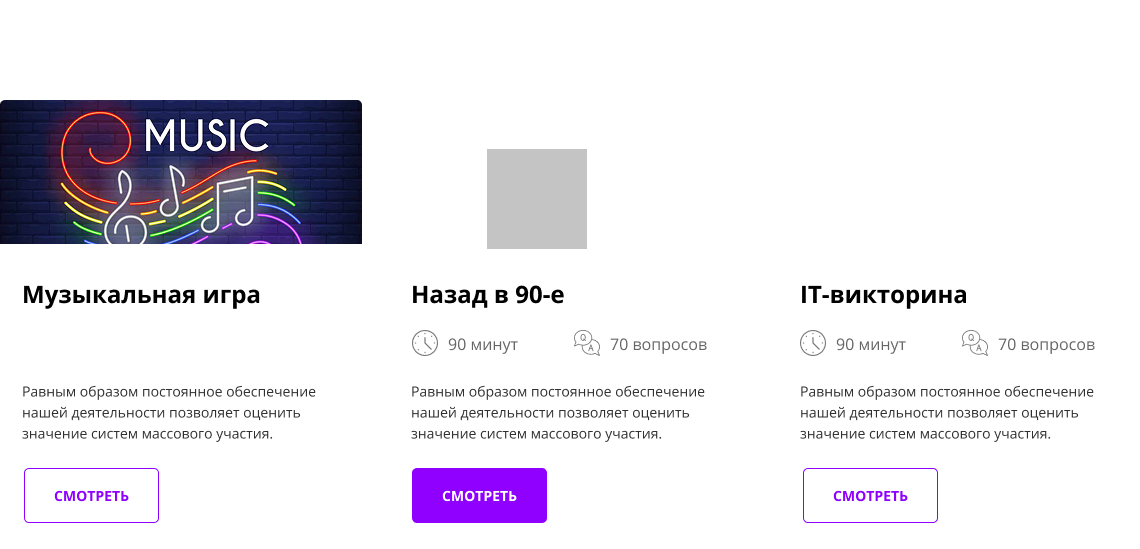 MUSIC
Музыкальная игра
Равным образом постоянное обеспечение
нашей деятельности позволяет оценить
значение систем массового участия.
СМОТРЕТЬ
Назад в 90-е
90 минут
Q
A
70 вопросов
Равным образом постоянное обеспечение
нашей деятельности позволяет оценить
значение систем массового участия.
СМОТРЕТЬ
IT-викторина
90 минут
Q
A
70 вопросов
Равным образом постоянное обеспечение
нашей деятельности позволяет оценить
значение систем массового участия.
СМОТРЕТЬ